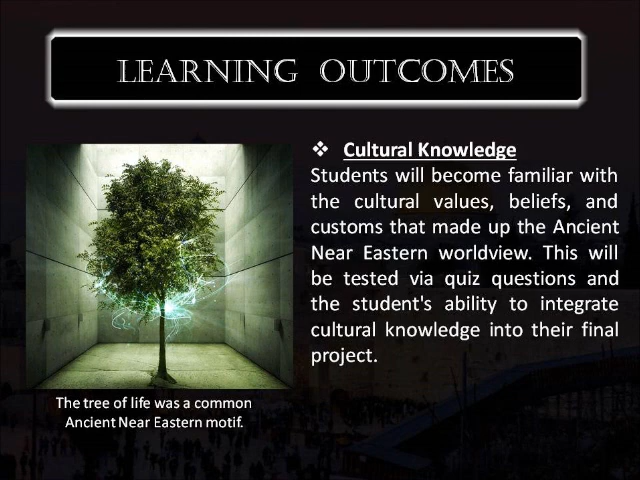 LEARNING OUTCOMES
❖ Cultural Knowledge
Students will become familiar with
the cultural values, beliefs, and
customs that made up the Ancient
Near Eastern worldview. This will
be tested via quiz questions and
the student's ability to integrate
cultural knowledge into their final
project.
The tree of life was a common
Ancient Near Eastern motif.